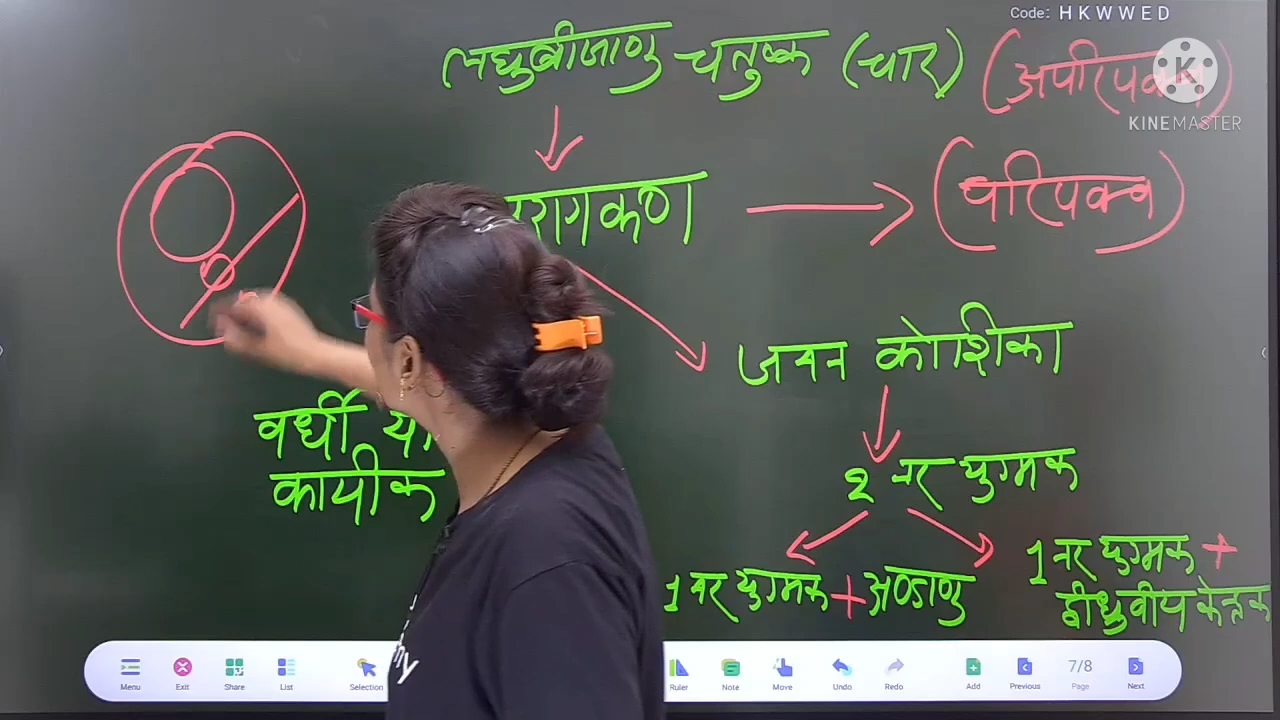 Code: HKWWED
लघुबीजाणु चतुष्क (चार) (अपरिपक्व)
KINEMASTER
परागकण → (परिपक्व)
जनन कोशिका
वर्धी या
कायीक
2 नर युग्मक
1 नर युग्मक +
1 नर युग्मक + अण्डाणु
द्वीध्रुवीय केन्द्रक
Menu Exit Share List Selection Ruler Note Move Undo Redo Add Previous 7/8 Page Next